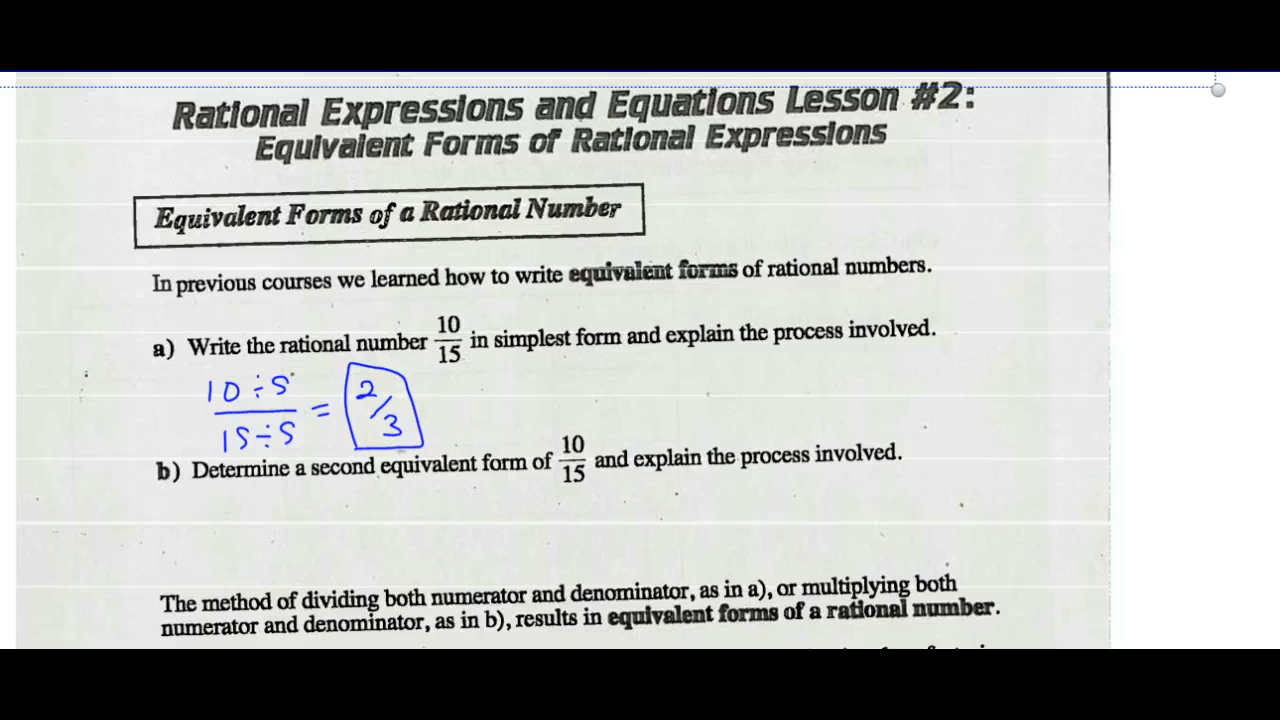 Rational Expressions and Equations Lesson #2:
Equivalent Forms of Rational Expressions
Equivalent Forms of a Rational Number
In previous courses we learned how to write equivalent forms of rational numbers.
a) Write the rational number 10/15 in simplest form and explain the process involved.
10 ÷ 5
15 ÷ 5
= 2/3
b) Determine a second equivalent form of 10/15 and explain the process involved.
The method of dividing both numerator and denominator, as in a), or multiplying both
numerator and denominator, as in b), results in equivalent forms of a rational number.